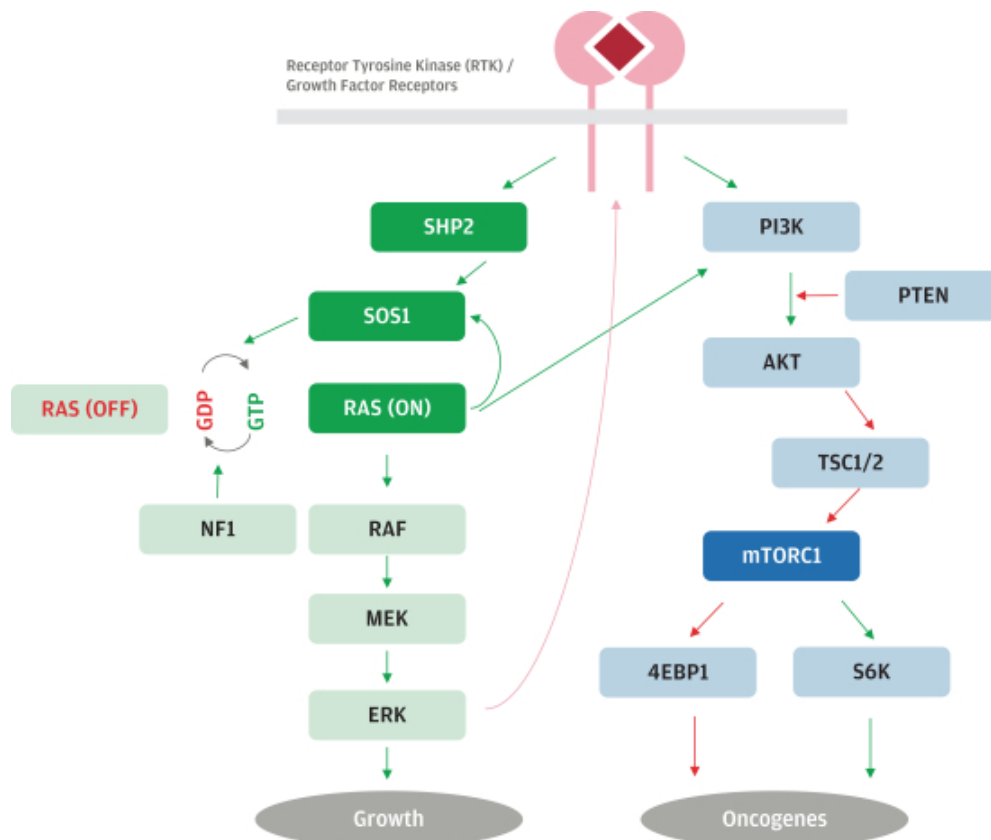 Receptor Tyrosine Kinase (RTK) /
Growth Factor Receptors
SHP2
PI3K
SOS1
PTEN
AKT
RAS (OFF)
GDP
GTP
RAS (ON)
TSC1/2
NF1
RAF
mTORC1
MEK
4EBP1
S6K
ERK
Growth
Oncogenes